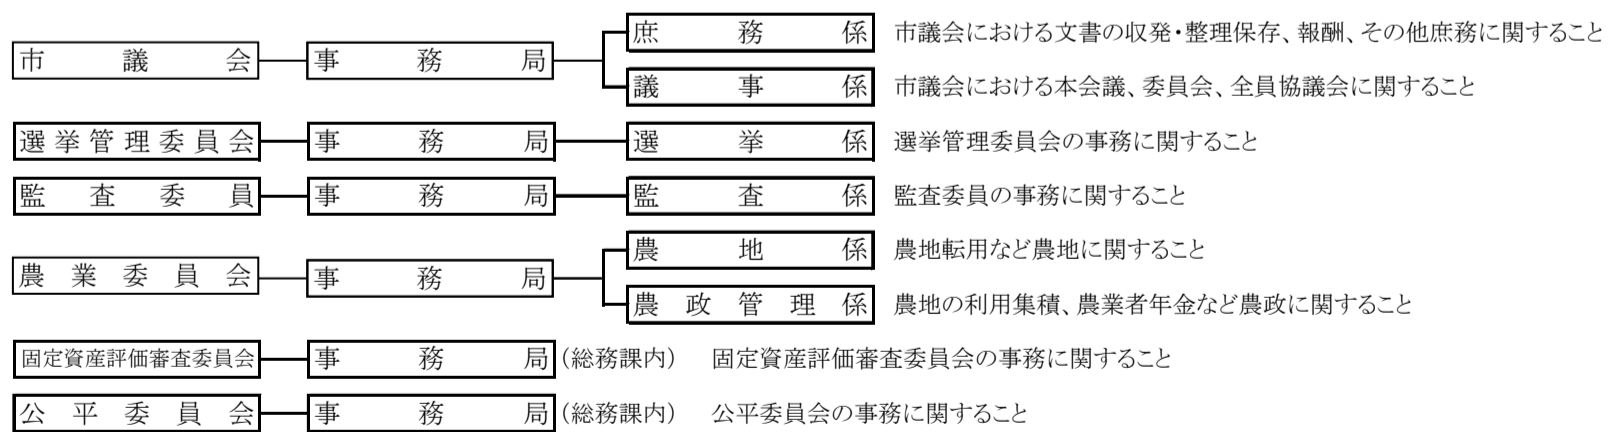 庶務係 市議会における文書の収発・整理保存、報酬、その他庶務に関すること
市議会 事務局
議事係 市議会における本会議、委員会、全員協議会に関すること
選挙管理委員会 事務局 選挙係 選挙管理委員会の事務に関すること
監査委員 事務局 監査係 監査委員の事務に関すること
農地係 農地転用など農地に関すること
農業委員会 事務局
農政管理係 農地の利用集積、農業者年金など農政に関すること
固定資産評価審査委員会 事務局 (総務課内) 固定資産評価審査委員会の事務に関すること
公平委員会 事務局 (総務課内) 公平委員会の事務に関すること